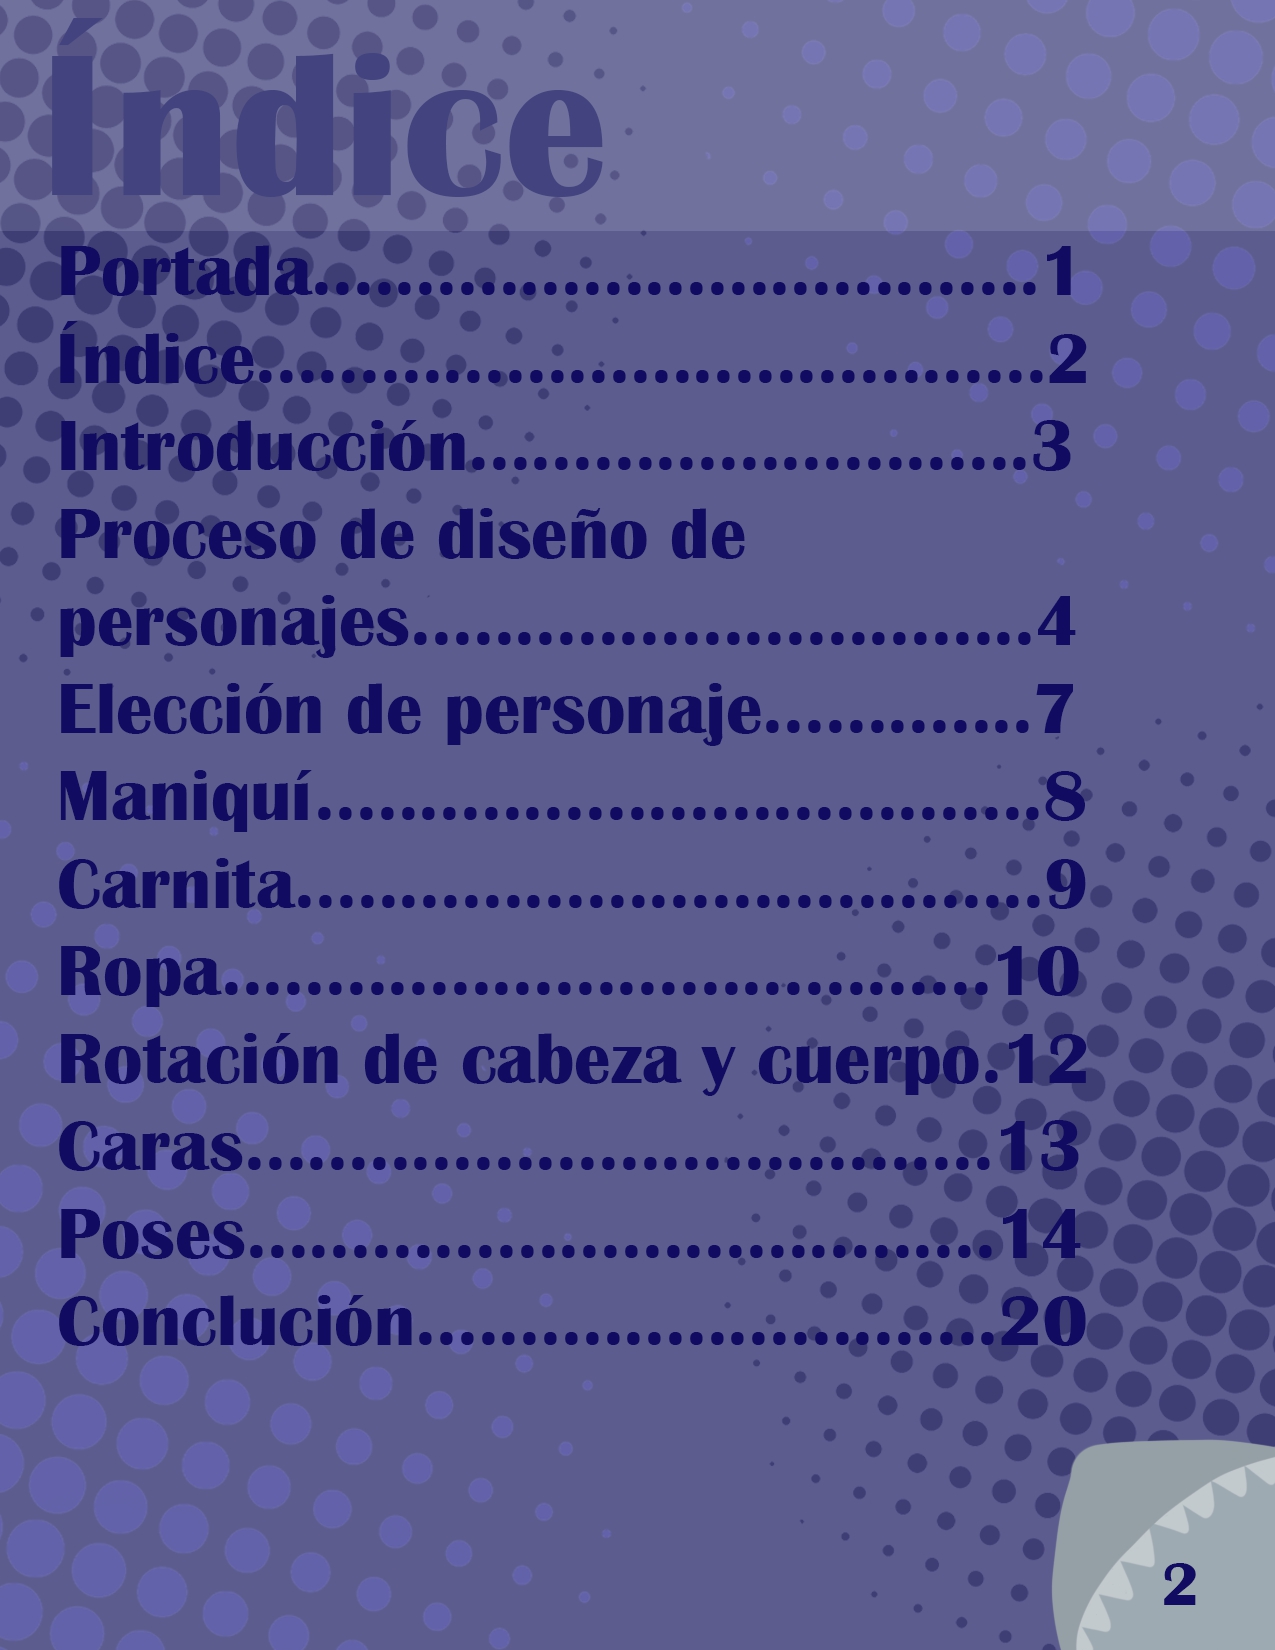 Índice
Portada...................................1
Índice......................................2
Introducción...........................3
Proceso de diseño de
personajes..............................4
Elección de personaje.............7
Maniquí...................................8
Carnita....................................9
Ropa.....................................10
Rotación de cabeza y cuerpo.12
Caras....................................13
Poses....................................14
Conclución............................20
2